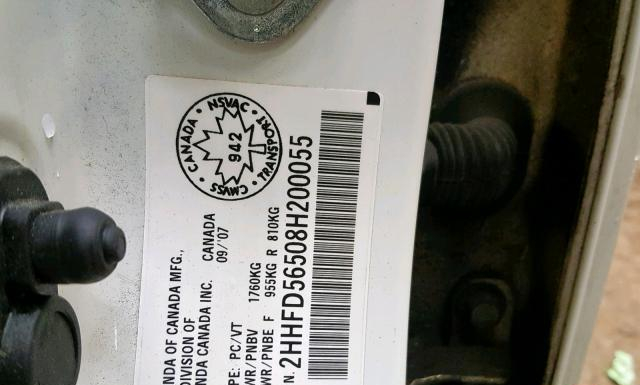 NSVAC
CANADA
942
TRANSPORT
CMVSS
NDA OF CANADA MFG.,
DIVISION OF
NDA CANADA INC. CANADA
09/'07
PE: PC/VT
WR/PNBV 1760KG
WR/PNBE F 955KG R 810KG
N. 2HHFD56508H200055